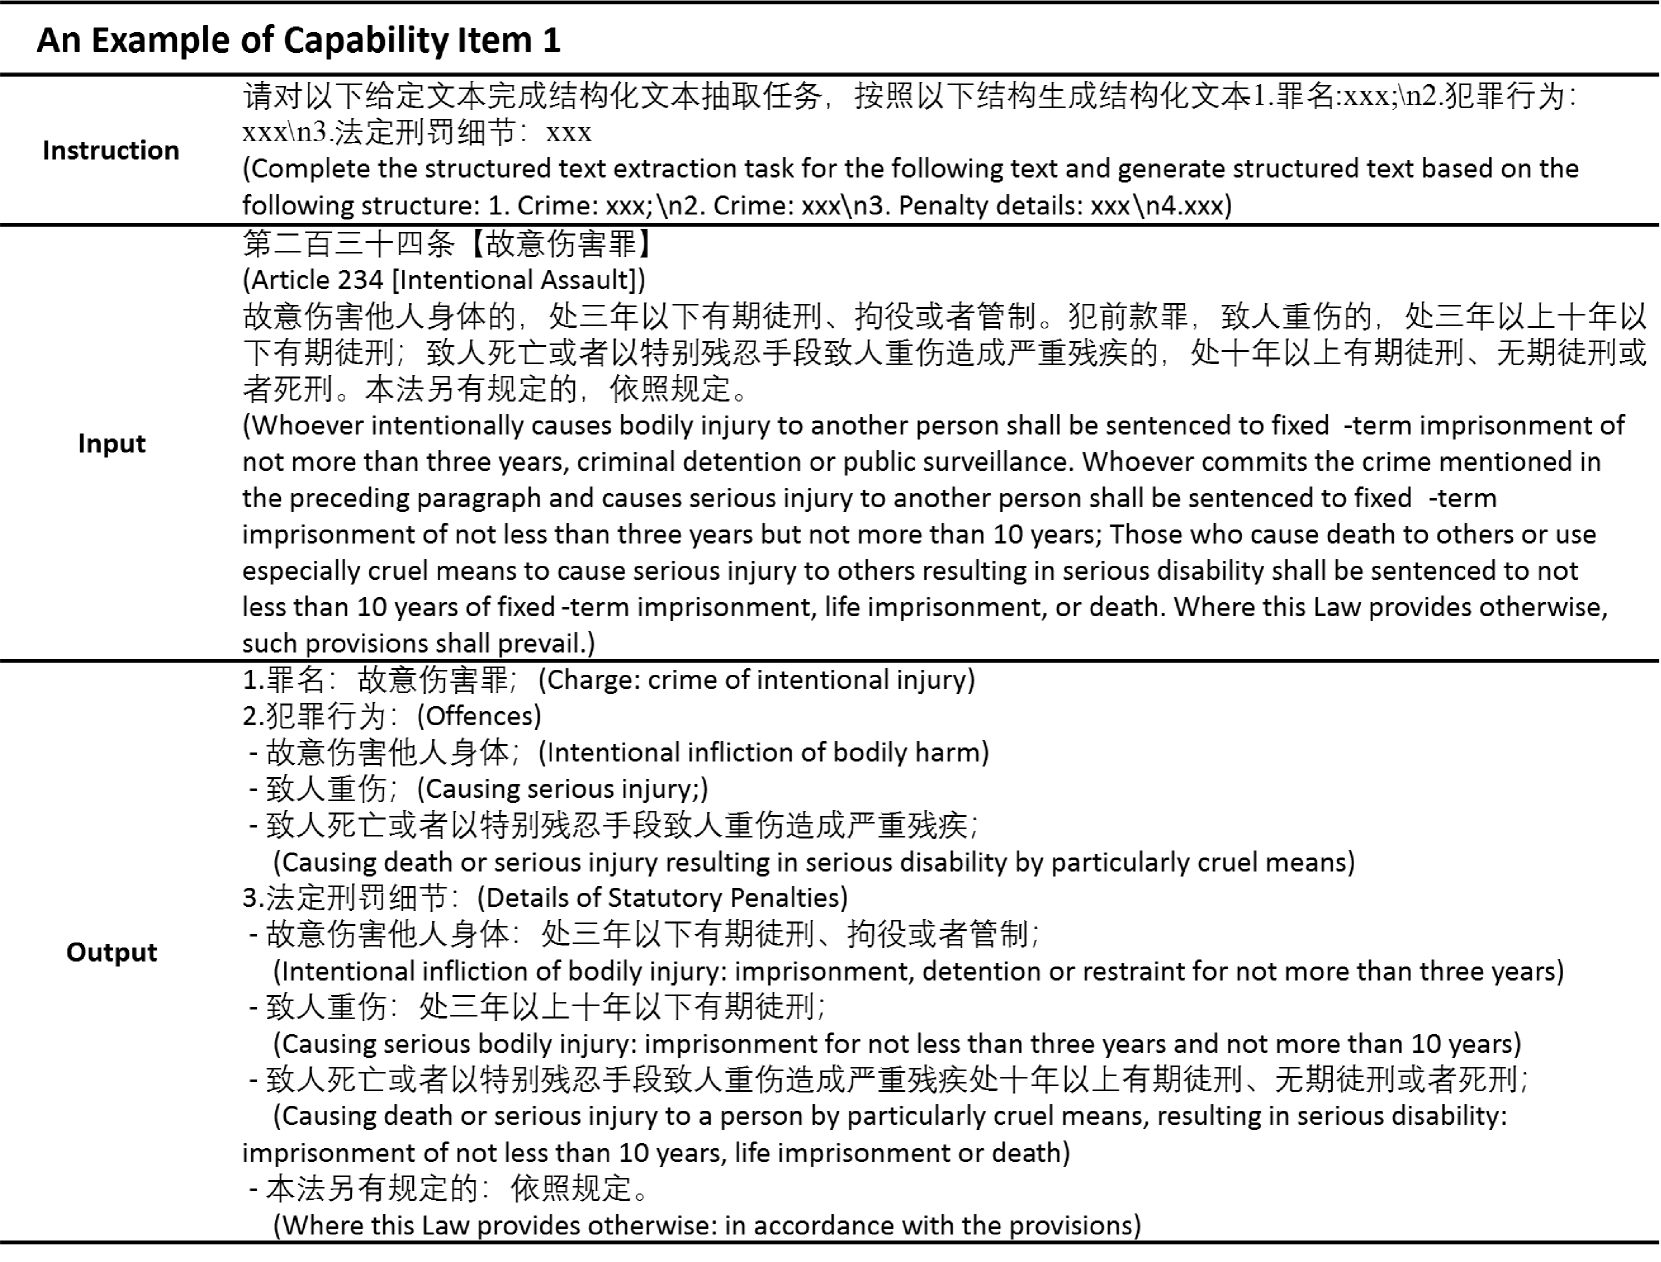 An Example of Capability Item 1
Instruction
请对以下给定文本完成结构化文本抽取任务，按照以下结构生成结构化文本1.罪名:xxx;\n2.犯罪行为：
xxx\n3.法定刑罚细节：xxx
(Complete the structured text extraction task for the following text and generate structured text based on the
following structure: 1. Crime: xxx;\n2. Crime: xxx\n3. Penalty details: xxx\n4.xxx)
Input
第二百三十四条【故意伤害罪】
(Article 234 [Intentional Assault])
故意伤害他人身体的，处三年以下有期徒刑、拘役或者管制。犯前款罪，致人重伤的，处三年以上十年以
下有期徒刑；致人死亡或者以特别残忍手段致人重伤造成严重残疾的，处十年以上有期徒刑、无期徒刑或
者死刑。本法另有规定的，依照规定。
(Whoever intentionally causes bodily injury to another person shall be sentenced to fixed -term imprisonment of
not more than three years, criminal detention or public surveillance. Whoever commits the crime mentioned in
the preceding paragraph and causes serious injury to another person shall be sentenced to fixed -term
imprisonment of not less than three years but not more than 10 years; Those who cause death to others or use
especially cruel means to cause serious injury to others resulting in serious disability shall be sentenced to not
less than 10 years of fixed -term imprisonment, life imprisonment, or death. Where this Law provides otherwise,
such provisions shall prevail.)
Output
1.罪名：故意伤害罪；(Charge: crime of intentional injury)
2.犯罪行为：(Offences)
- 故意伤害他人身体；(Intentional infliction of bodily harm)
- 致人重伤；(Causing serious injury;)
- 致人死亡或者以特别残忍手段致人重伤造成严重残疾；
(Causing death or serious injury resulting in serious disability by particularly cruel means)
3.法定刑罚细节：(Details of Statutory Penalties)
- 故意伤害他人身体：处三年以下有期徒刑、拘役或者管制；
(Intentional infliction of bodily injury: imprisonment, detention or restraint for not more than three years)
- 致人重伤：处三年以上十年以下有期徒刑；
(Causing serious bodily injury: imprisonment for not less than three years and not more than 10 years)
- 致人死亡或者以特别残忍手段致人重伤造成严重残疾处十年以上有期徒刑、无期徒刑或者死刑；
(Causing death or serious injury to a person by particularly cruel means, resulting in serious disability:
imprisonment of not less than 10 years, life imprisonment or death)
- 本法另有规定的：依照规定。
(Where this Law provides otherwise: in accordance with the provisions)